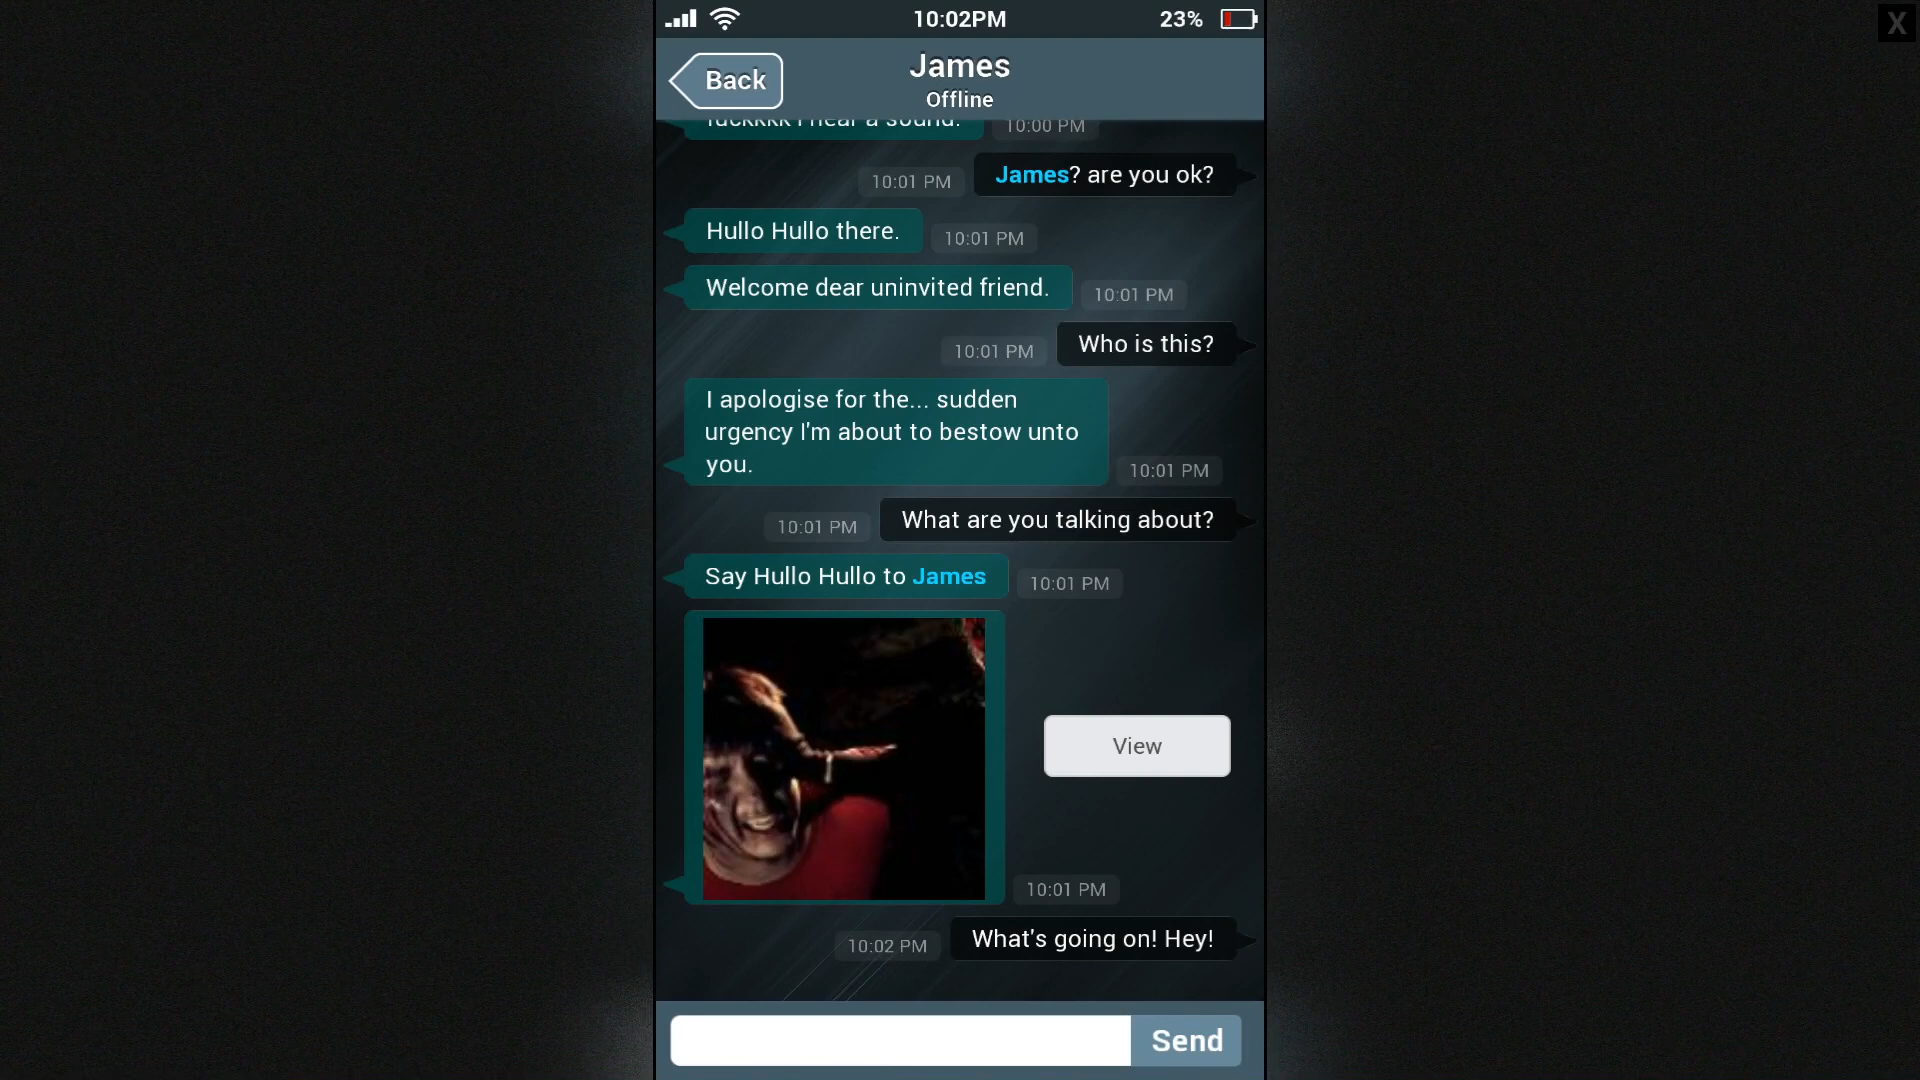 10:02PM
23%
X
Back
James
Offline
fuckkkk I hear a sound.
10:00 PM
10:01 PM
James? are you ok?
Hullo Hullo there.
10:01 PM
Welcome dear uninvited friend.
10:01 PM
10:01 PM
Who is this?
I apologise for the... sudden
urgency I'm about to bestow unto
you.
10:01 PM
10:01 PM
What are you talking about?
Say Hullo Hullo to James
10:01 PM
View
10:01 PM
10:02 PM
What's going on! Hey!
Send